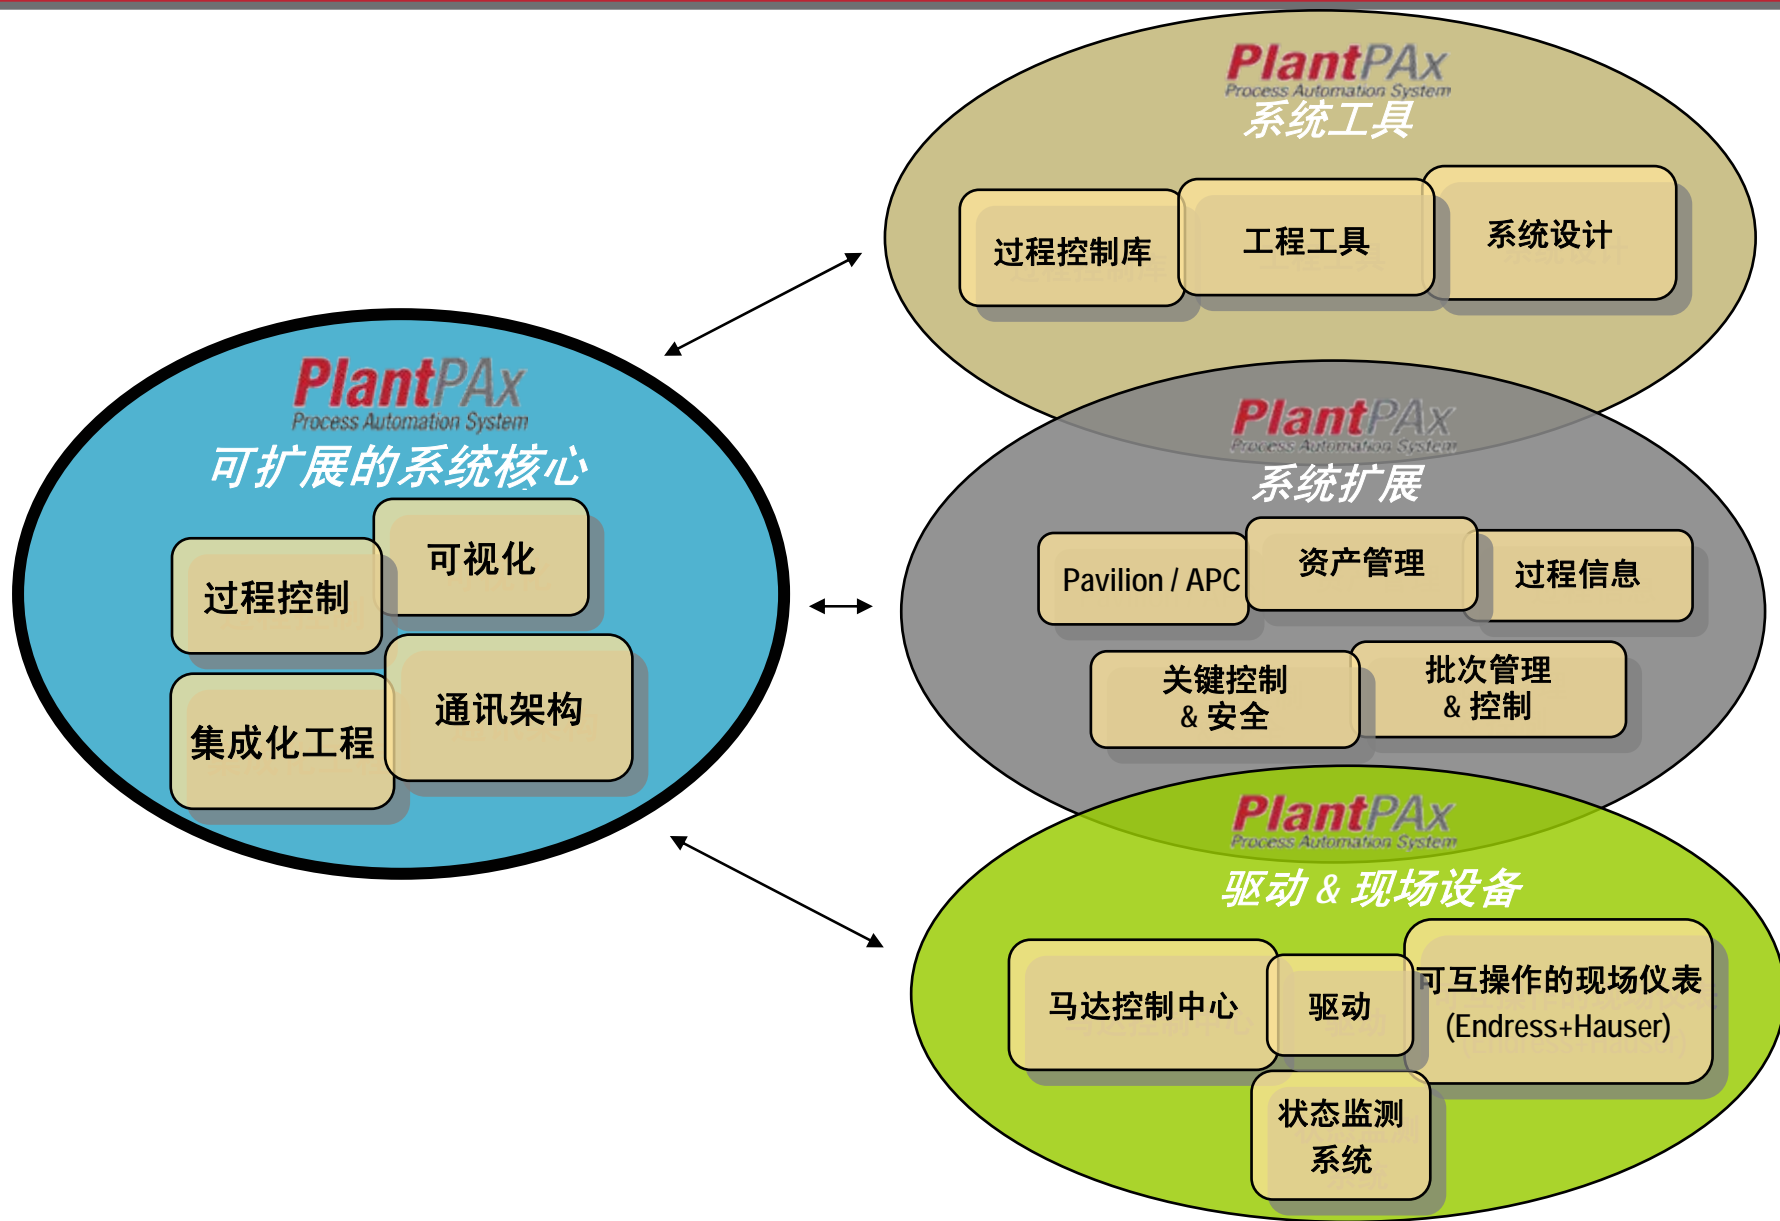 PlantPAx
Process Automation System
可扩展的系统核心
可视化
过程控制
通讯架构
集成化工程
PlantPAx
Process Automation System
系统工具
过程控制库
工程工具
系统设计
PlantPAx
Process Automation System
系统扩展
Pavilion / APC
资产管理
过程信息
关键控制
& 安全
批次管理
& 控制
PlantPAx
Process Automation System
驱动 & 现场设备
马达控制中心
驱动
可互操作的现场仪表
(Endress+Hauser)
状态监测
系统